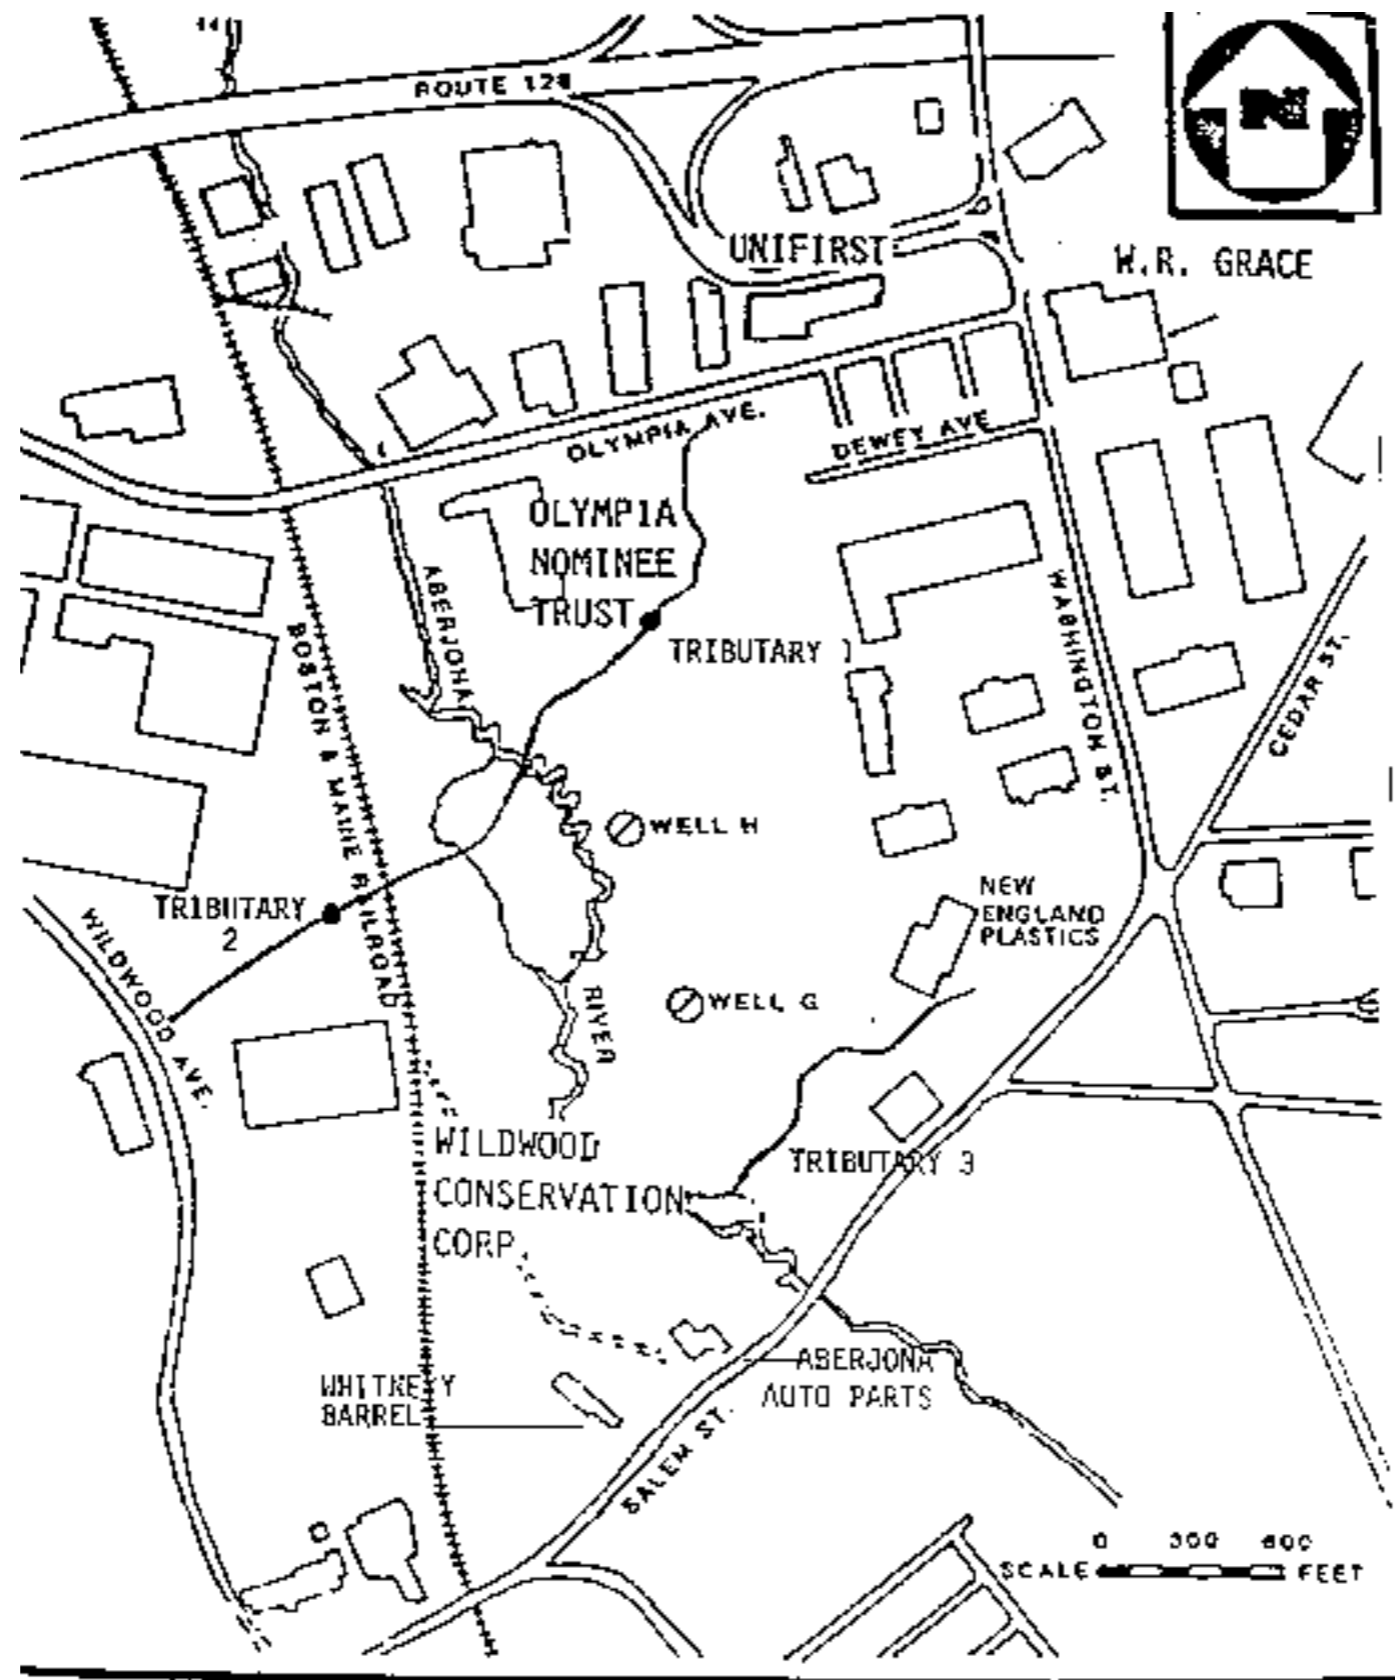 ROUTE 128
N
UNIFIRST
W.R. GRACE
OLYMPIA AVE.
DEWEY AVE
OLYMPIA
NOMINEE
TRUST
ABERJONA
TRIBUTARY 1
WASHINGTON ST.
CEDAR ST.
BOSTON & MAINE RAILROAD
WELL H
NEW
ENGLAND
PLASTICS
TRIBUTARY
2
WILDWOOD AVE.
WELL G
RIVER
WILDWOOD
CONSERVATION
CORP.
TRIBUTARY 3
ABERJONA
AUTO PARTS
WHITNEY
BARREL
SALEM ST.
0 300 600
SCALE FEET